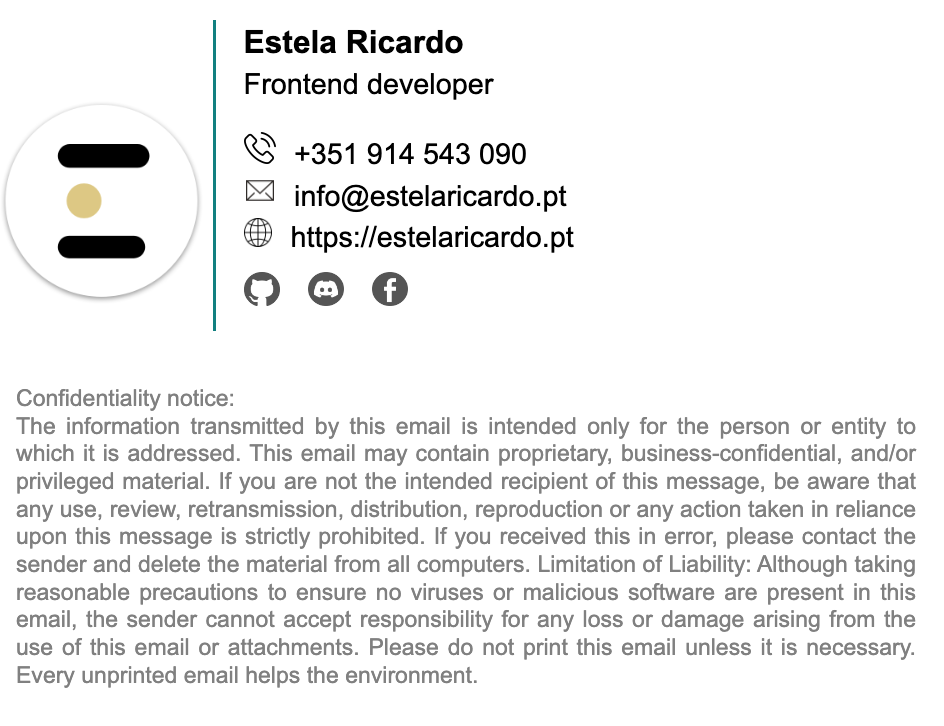 Estela Ricardo
Frontend developer
+351 914 543 090
info@estelaricardo.pt
https://estelaricardo.pt
Confidentiality notice:
The information transmitted by this email is intended only for the person or entity to
which it is addressed. This email may contain proprietary, business-confidential, and/or
privileged material. If you are not the intended recipient of this message, be aware that
any use, review, retransmission, distribution, reproduction or any action taken in reliance
upon this message is strictly prohibited. If you received this in error, please contact the
sender and delete the material from all computers. Limitation of Liability: Although taking
reasonable precautions to ensure no viruses or malicious software are present in this
email, the sender cannot accept responsibility for any loss or damage arising from the
use of this email or attachments. Please do not print this email unless it is necessary.
Every unprinted email helps the environment.